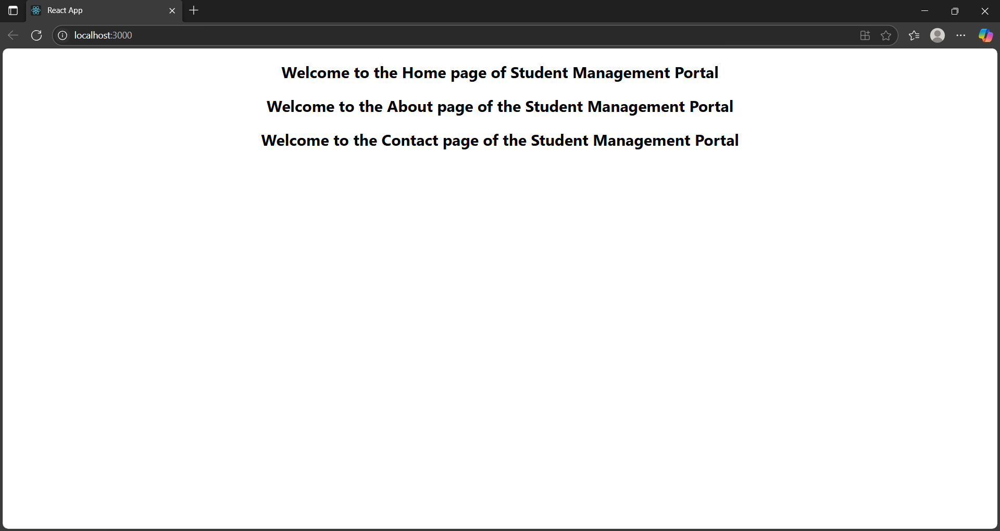 React App
localhost:3000
Welcome to the Home page of Student Management Portal
Welcome to the About page of the Student Management Portal
Welcome to the Contact page of the Student Management Portal